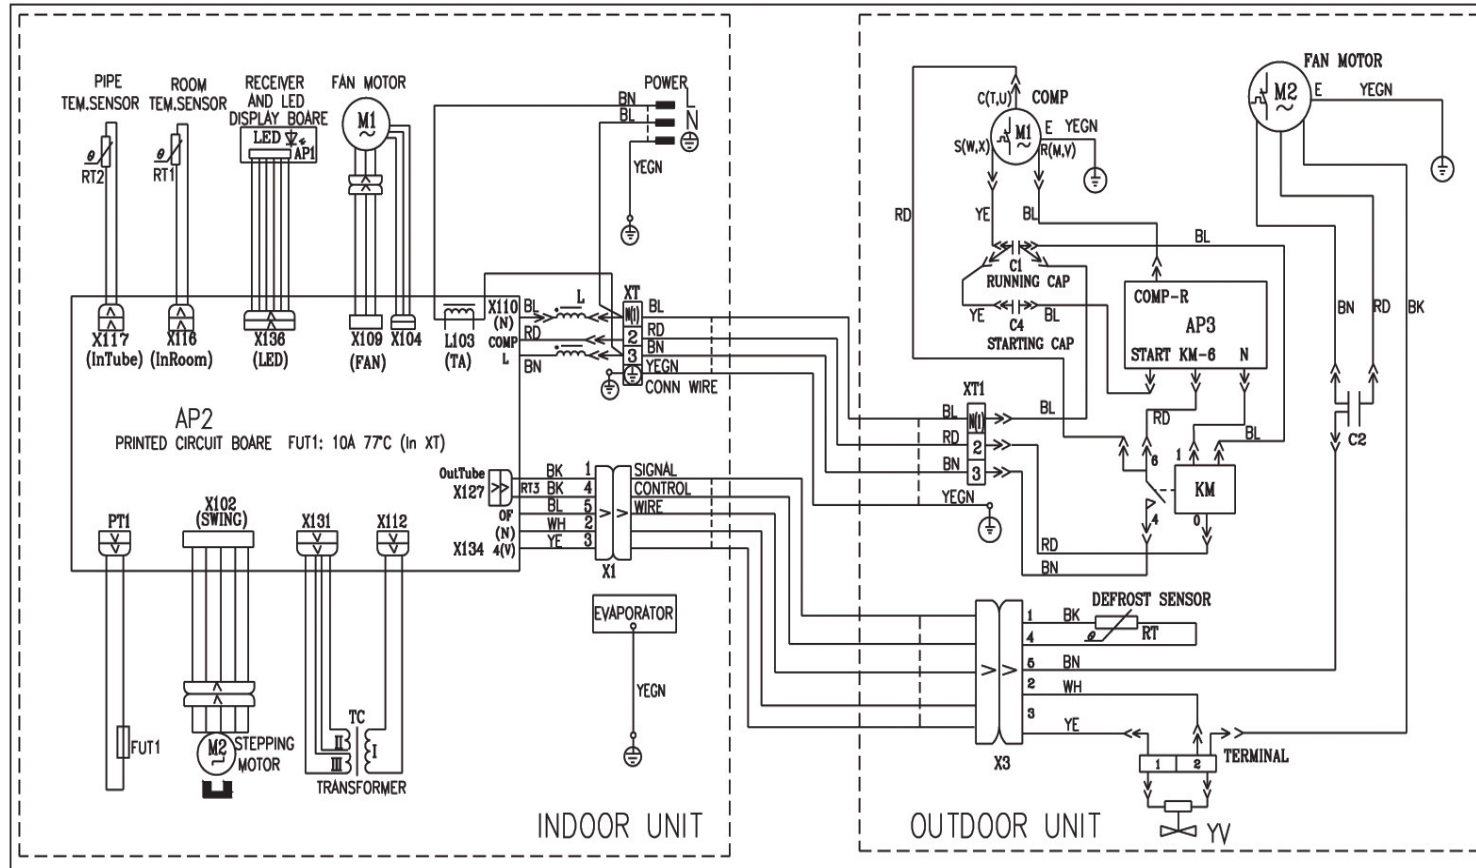 PIPE
TEM.SENSOR
θ
RT2
X117
(InTube)
ROOM
TEM.SENSOR
θ
RT1
X116
(InRoom)
RECEIVER
AND LED
DISPLAY BOARE
LED
AP1
X136
(LED)
FAN MOTOR
M1
~
X109
(FAN)
X104
L103
(TA)
POWER
L
N
BN
BL
YEGN
X110
(N)
BL
L
COMP
RD
L
BN
XT
N(1)
2
3
BL
RD
BN
YEGN
CONN WIRE
AP2
PRINTED CIRCUIT BOARE FUT1: 10A 77°C (In XT)
OutTube
X127
RT3
BK
BK
BL
WH
YE
OF
(N)
X134 4(V)
1
4
5
2
3
X1
SIGNAL
CONTROL
WIRE
PT1
FUT1
X102
(SWING)
M2
STEPPING
MOTOR
X131
X112
TC
II
III
I
TRANSFORMER
EVAPORATOR
YEGN
INDOOR UNIT
C(T,U)
COMP
M1
~
E
YEGN
S(W,X)
R(M,V)
RD
YE
BL
C1
RUNNING CAP
BL
YE
C4
BL
STARTING CAP
COMP-R
AP3
START KM-6 N
FAN MOTOR
M2
~
E
YEGN
BN
RD
BK
C2
XT1
BL
N(1)
BL
RD
2
BN
3
YEGN
RD
6
1
BL
KM
4
0
RD
BN
DEFROST SENSOR
1
BK
θ
RT
4
5
BN
2
WH
3
YE
X3
1
2
TERMINAL
YV
OUTDOOR UNIT